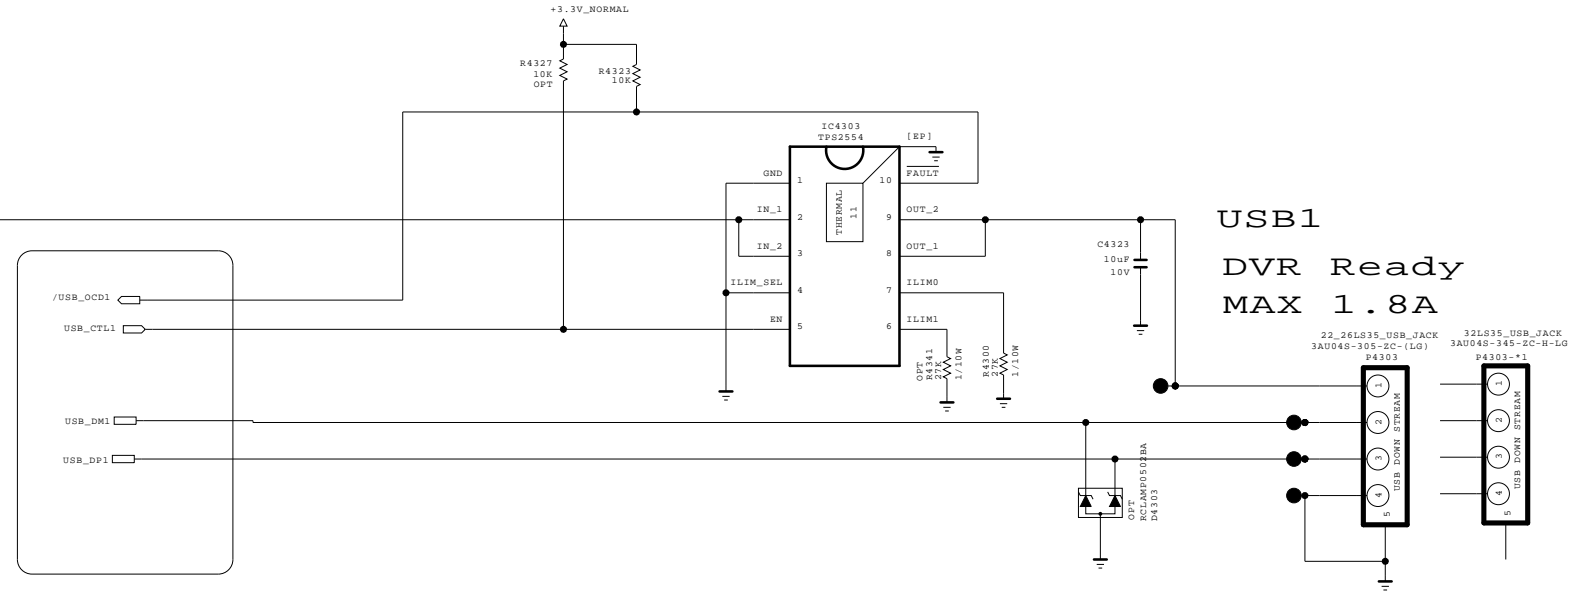 +3.3V_NORMAL
R4327
10K
OPT
R4323
10K
IC4303
TPS2554
[EP]
GND
1
10
FAULT
IN_1
2
9
OUT_2
THERMAL
11
IN_2
3
8
OUT_1
ILIM_SEL
4
7
ILIM0
EN
5
6
ILIM1
C4323
10uF
10V
USB1
DVR Ready
MAX 1.8A
/USB_OCD1
USB_CTL1
USB_DM1
USB_DP1
OPT
R4341
27K
1/10W
R4300
27K
1/10W
22_26LS35_USB_JACK
3AU04S-305-ZC-(LG)
P4303
1
2
3
4
5
USB DOWN STREAM
32LS35_USB_JACK
3AU04S-345-ZC-H-LG
P4303-*1
1
2
3
4
5
USB DOWN STREAM
OPT
RCLAMP0502BA
D4303